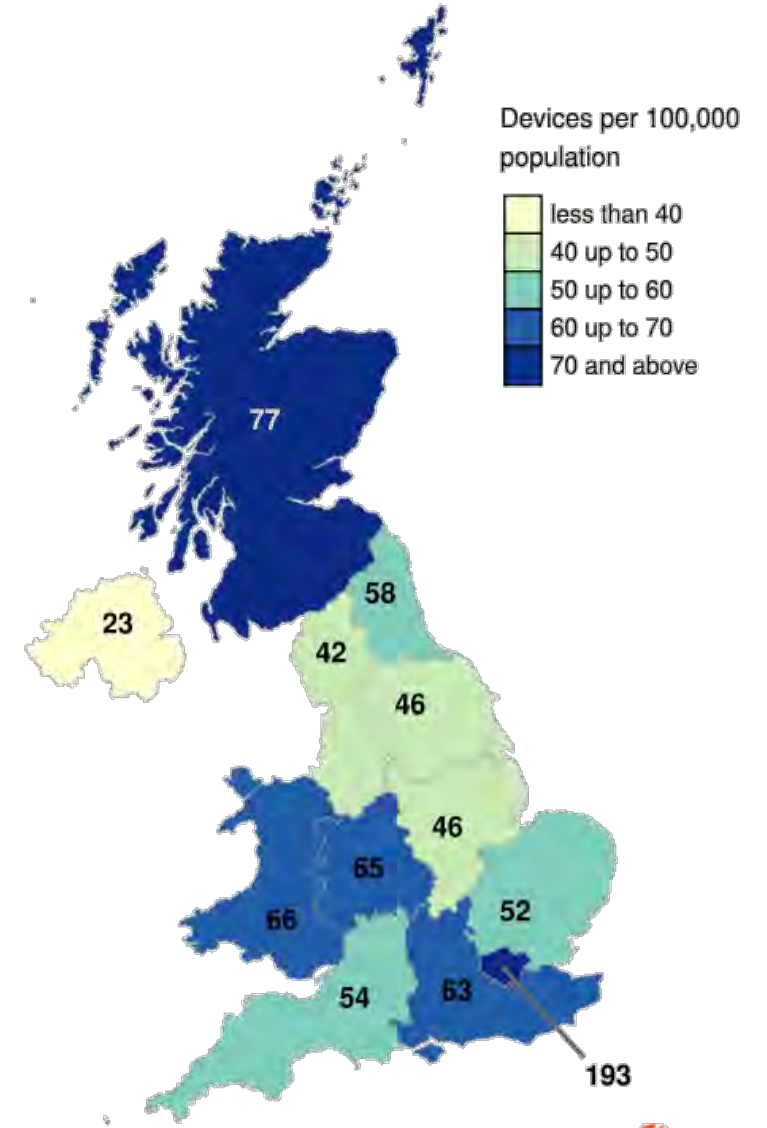 Devices per 100,000
population
less than 40
40 up to 50
50 up to 60
60 up to 70
70 and above
77
58
23
42
46
46
65
52
66
54
63
193